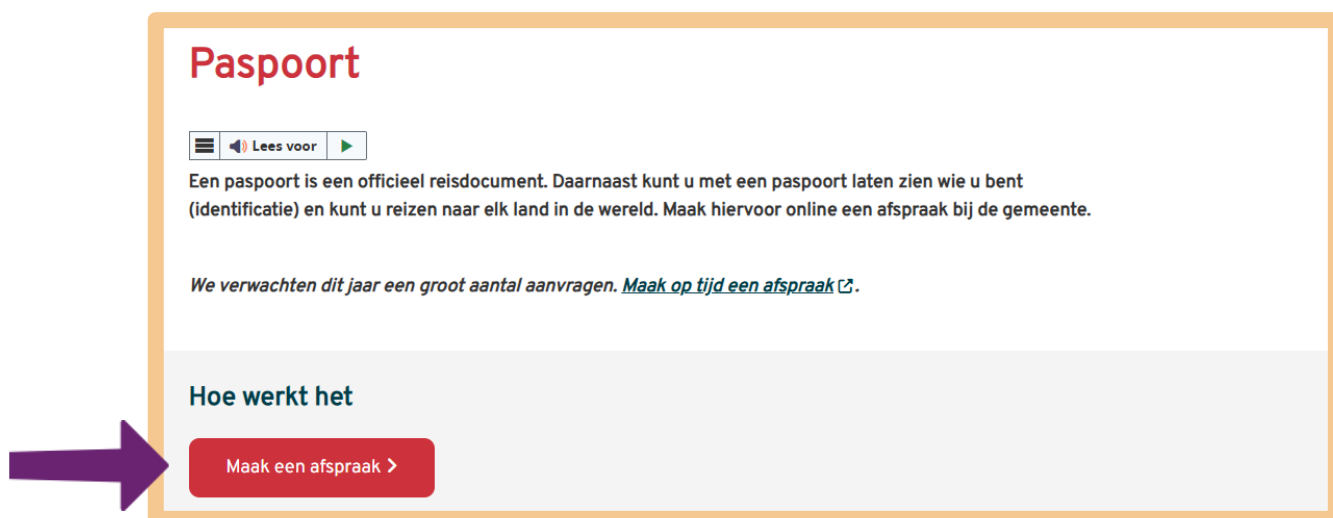 Paspoort
Lees voor
Een paspoort is een officieel reisdocument. Daarnaast kunt u met een paspoort laten zien wie u bent
(identificatie) en kunt u reizen naar elk land in de wereld. Maak hiervoor online een afspraak bij de gemeente.
We verwachten dit jaar een groot aantal aanvragen. Maak op tijd een afspraak.
Hoe werkt het
Maak een afspraak